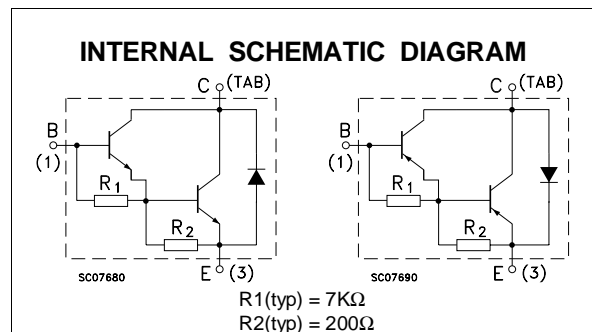 INTERNAL SCHEMATIC DIAGRAM
C (TAB)
B
(1)
R1
R2
SC07680
E (3)
C (TAB)
B
(1)
R1
R2
SC07690
E (3)
R1(typ) = 7KΩ
R2(typ) = 200Ω